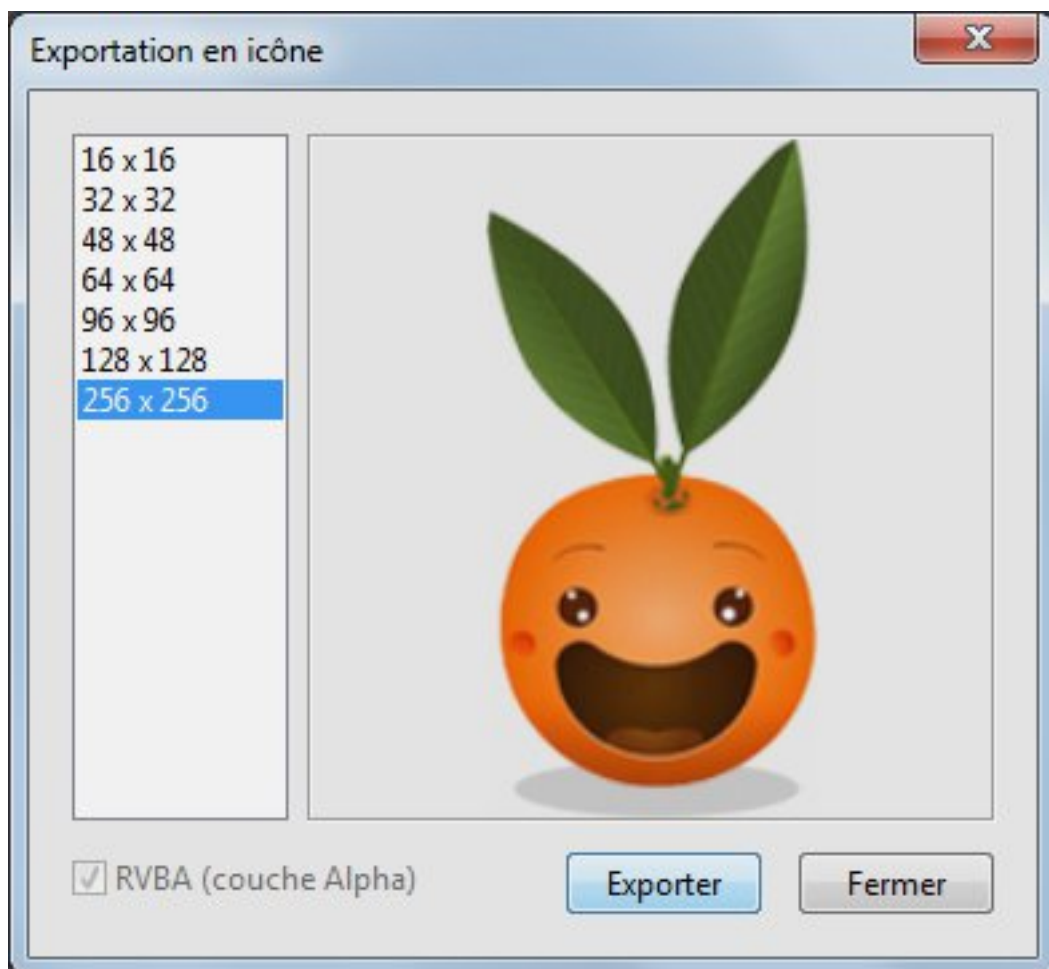 Exportation en icône
16 x 16
32 x 32
48 x 48
64 x 64
96 x 96
128 x 128
256 x 256
RVBA (couche Alpha)
Exporter
Fermer